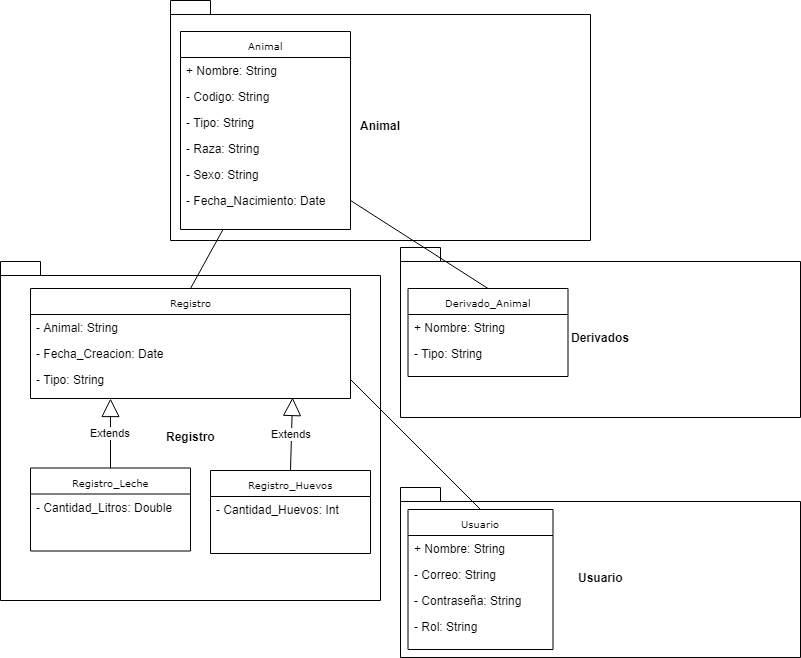 Animal
+ Nombre: String
- Codigo: String
- Tipo: String
- Raza: String
- Sexo: String
- Fecha_Nacimiento: Date
Animal
Registro
- Animal: String
- Fecha_Creacion: Date
- Tipo: String
Extends
Extends
Registro
Registro_Leche
- Cantidad_Litros: Double
Registro_Huevos
- Cantidad_Huevos: Int
Derivado_Animal
+ Nombre: String
- Tipo: String
Derivados
Usuario
+ Nombre: String
- Correo: String
- Contraseña: String
- Rol: String
Usuario